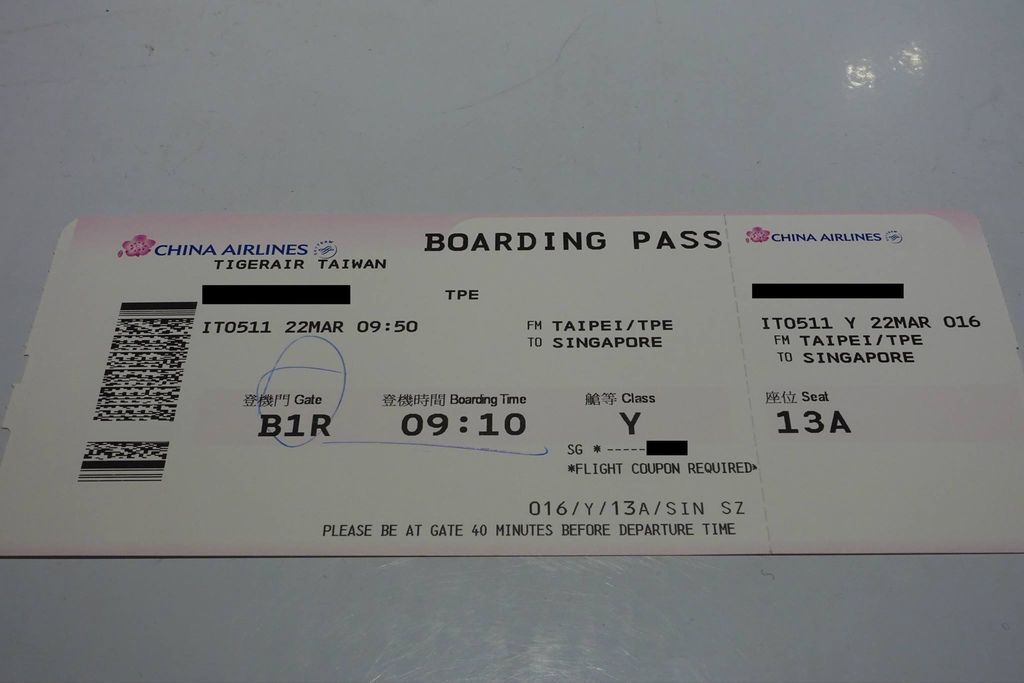 CHINA AIRLINES
TIGERAIR TAIWAN
BOARDING PASS
TPE
IT0511 22MAR 09:50
FM TAIPEI/TPE
TO SINGAPORE
登機門 Gate
B1R
登機時間 Boarding Time
09:10
艙等 Class
Y
SG *-----
*FLIGHT COUPON REQUIRED*
016/Y/13A/SIN SZ
PLEASE BE AT GATE 40 MINUTES BEFORE DEPARTURE TIME
CHINA AIRLINES
IT0511 Y 22MAR 016
FM TAIPEI/TPE
TO SINGAPORE
座位 Seat
13A